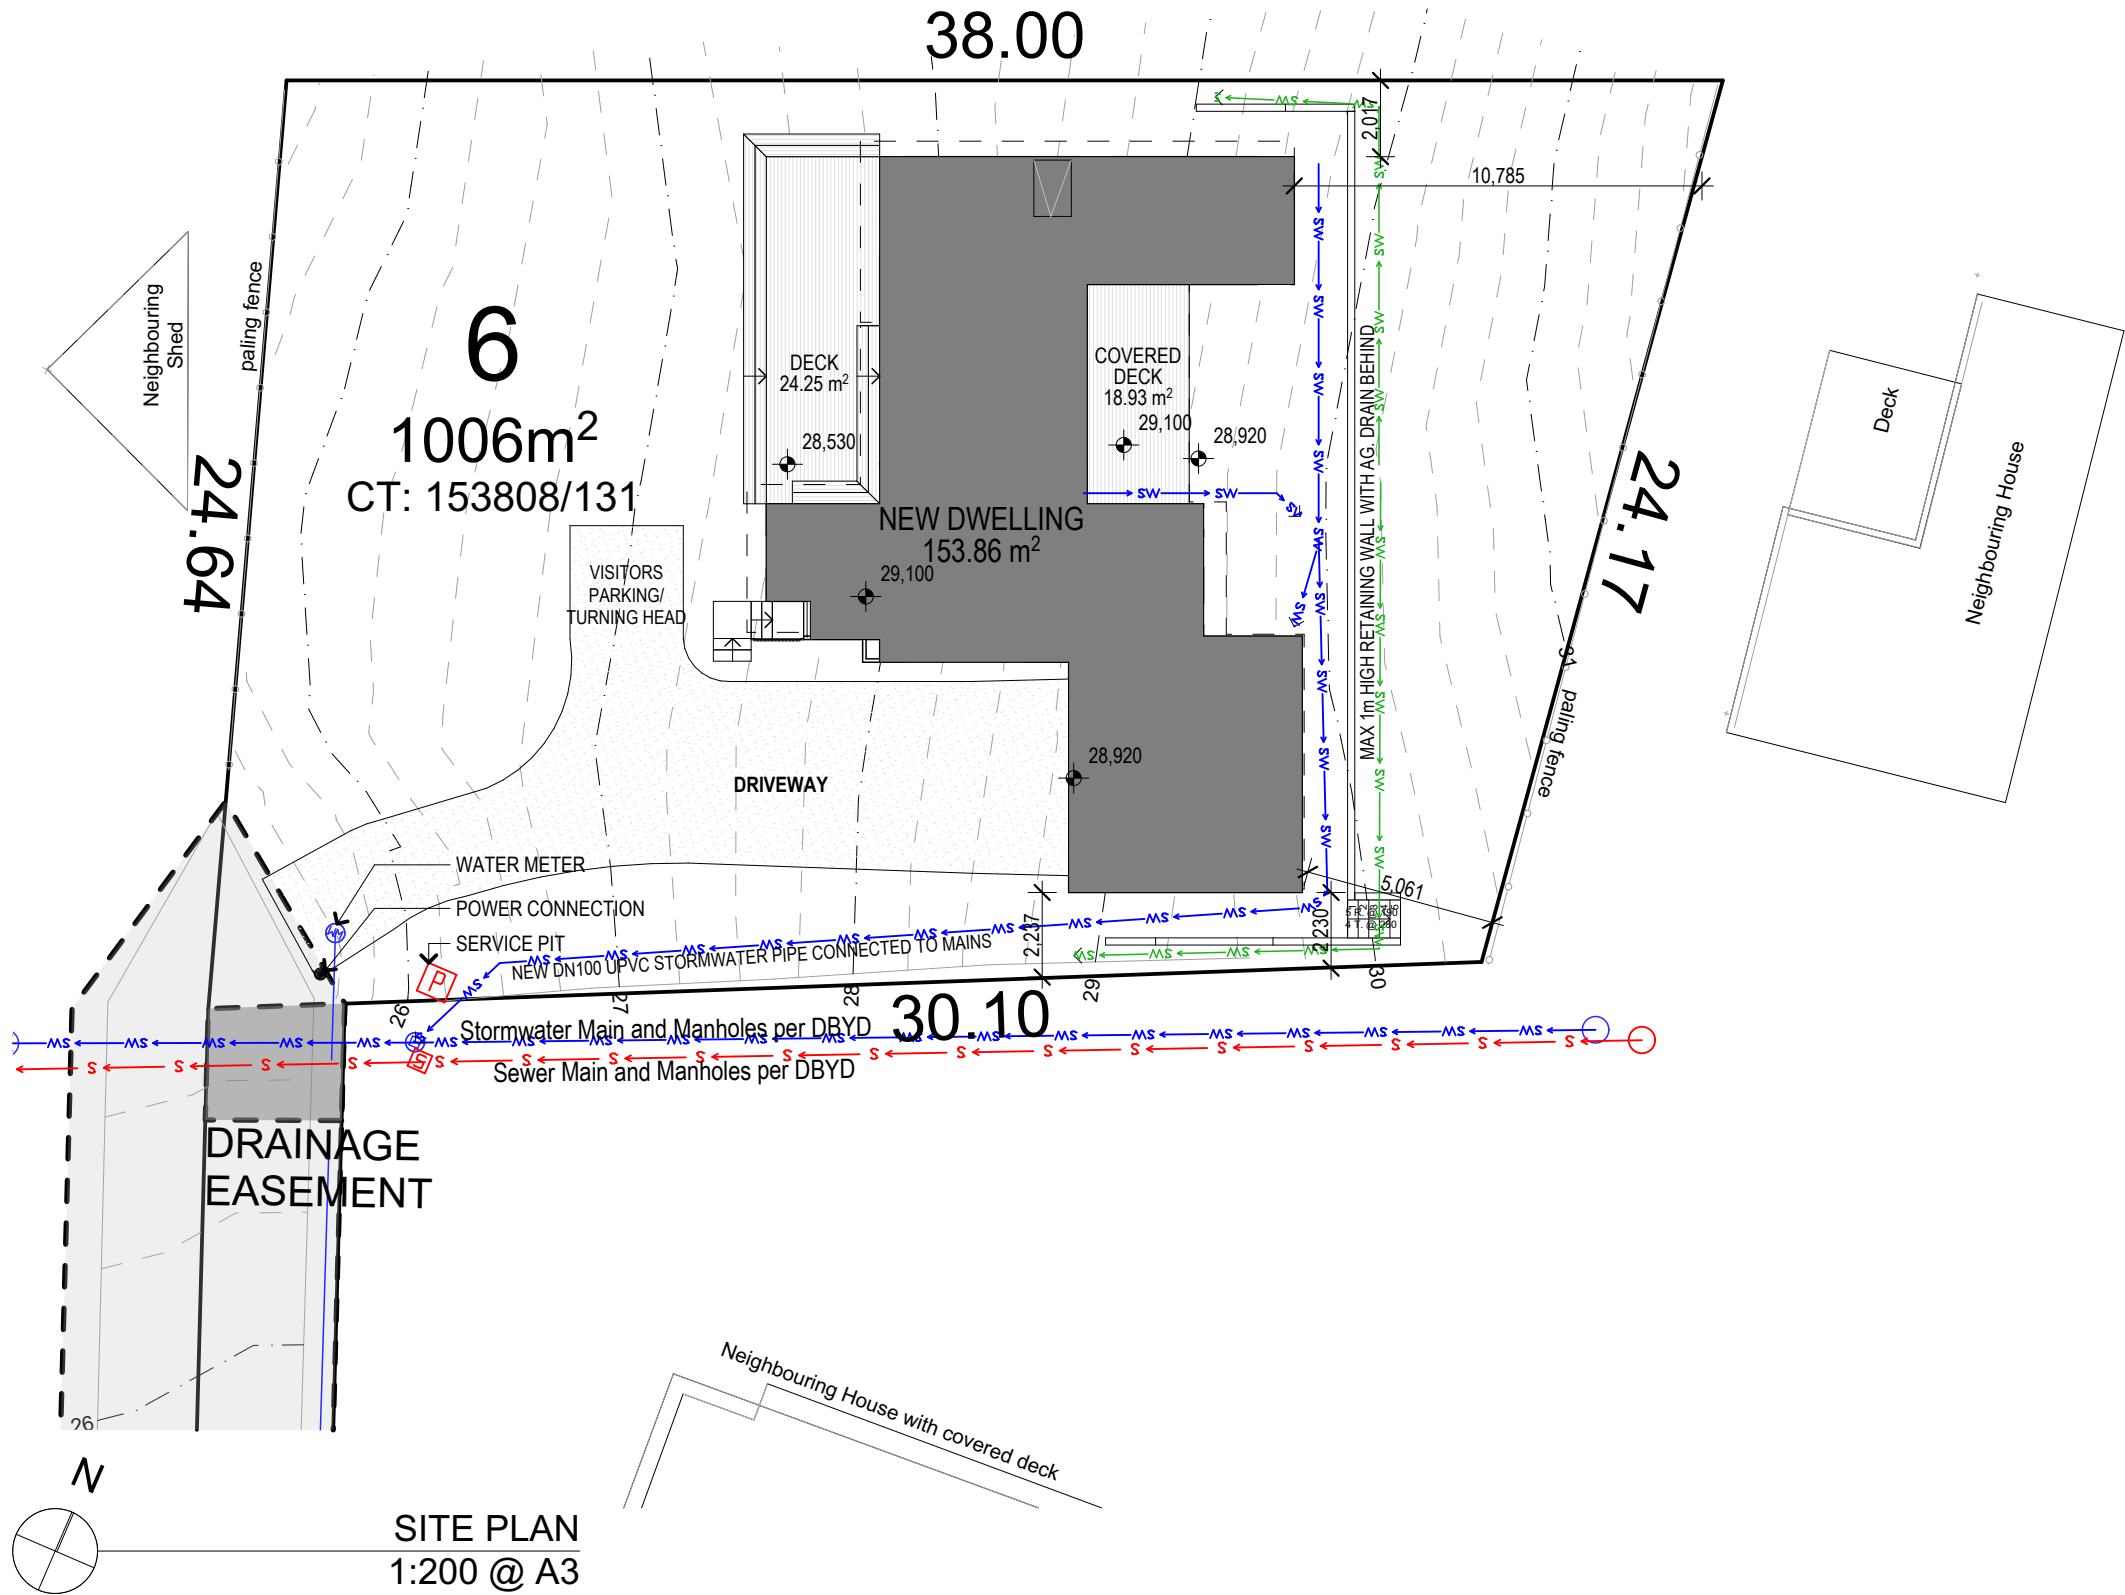 38.00
2,017
10,785
Neighbouring
Shed
paling fence
6
1006m²
CT: 153808/131
24.64
DECK
24.25 m²
28,530
COVERED
DECK
18.93 m²
29,100
28,920
NEW DWELLING
153.86 m²
29,100
VISITORS
PARKING/
TURNING HEAD
MAX 1m HIGH RETAINING WALL WITH AG. DRAIN BEHIND
24.17
31
paling fence
Deck
Neighbouring House
DRIVEWAY
28,920
WATER METER
POWER CONNECTION
SERVICE PIT
P
NEW DN100 UPVC STORMWATER PIPE CONNECTED TO MAINS
2,237
2,230
5,061
26
27
28
29
30
30.10
Stormwater Main and Manholes per DBYD
Sewer Main and Manholes per DBYD
SW
S
DRAINAGE
EASEMENT
26
Neighbouring House with covered deck
N
SITE PLAN
1:200 @ A3